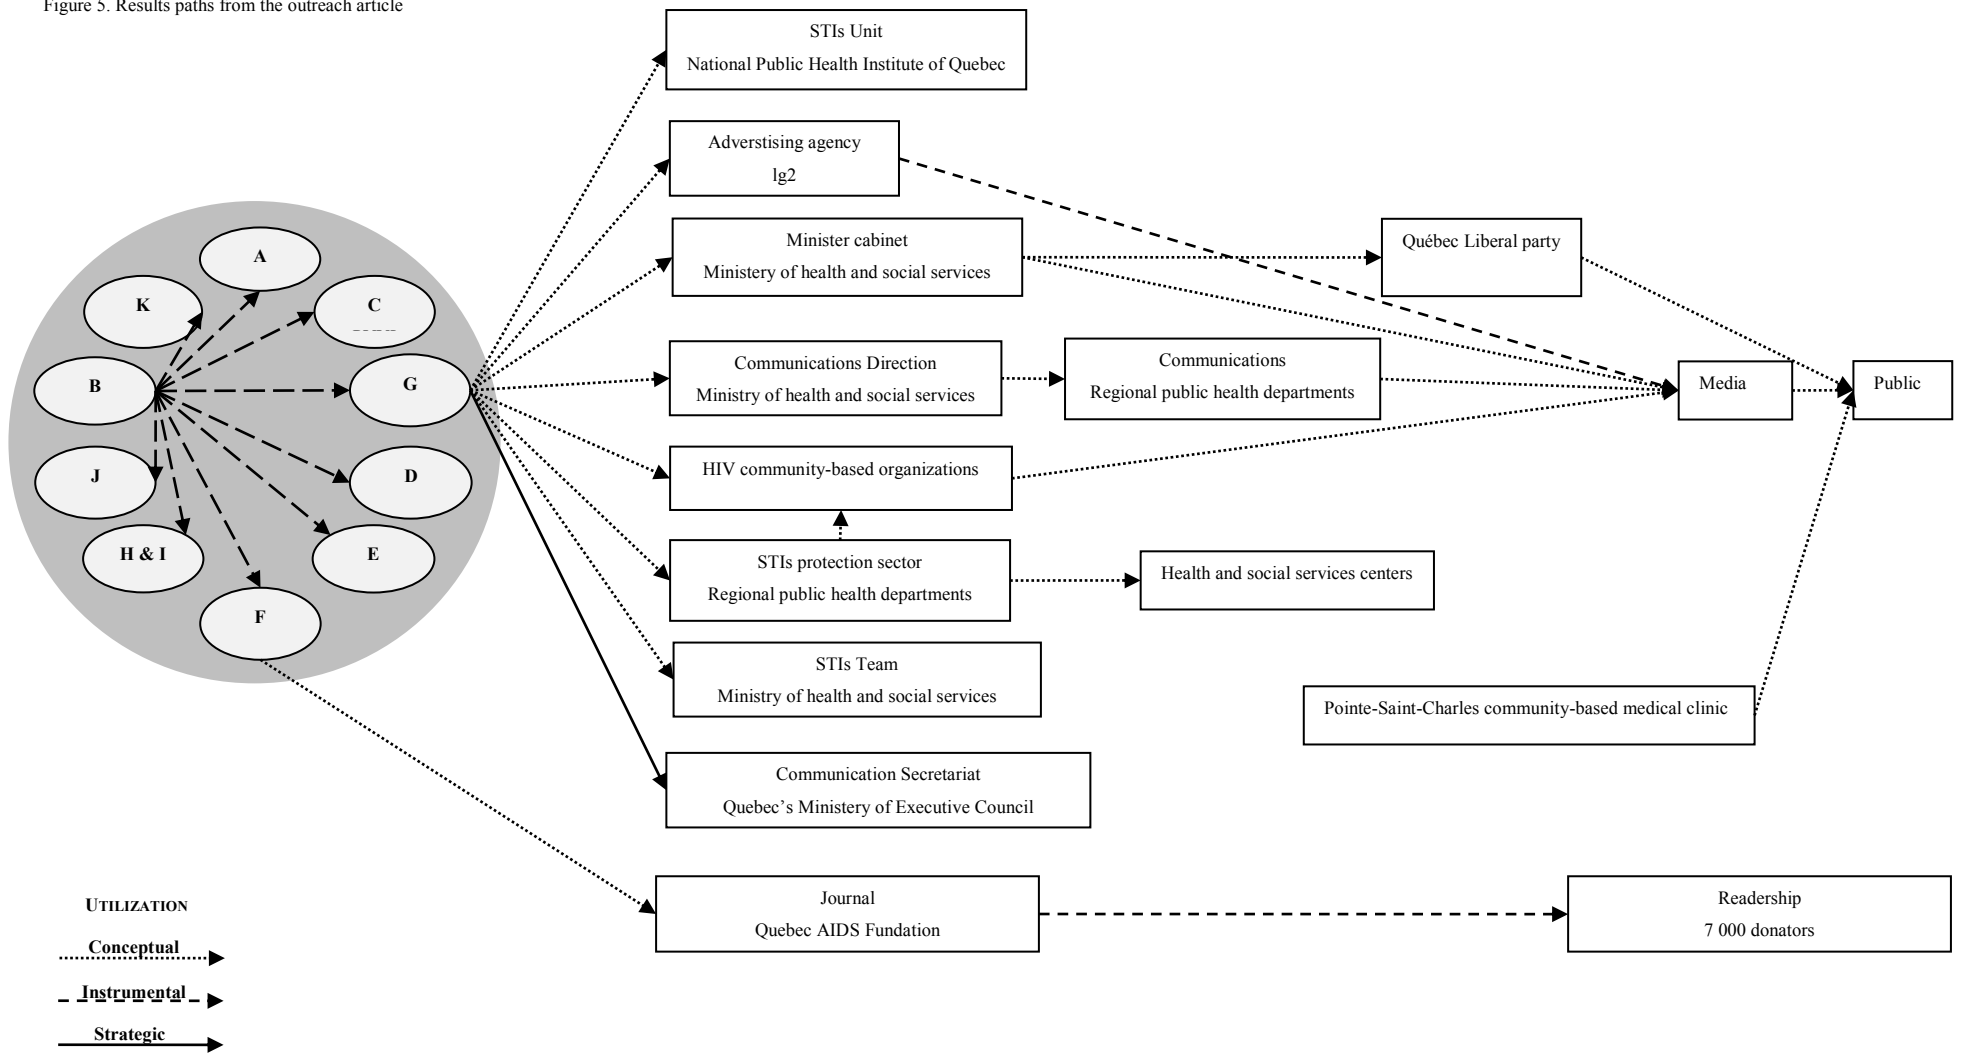 Figure 5. Results paths from the outreach article
STIs Unit
National Public Health Institute of Quebec
Adverstising agency
lg2
Minister cabinet
Ministery of health and social services
Québec Liberal party
A
K
C
B
G
J
D
H & I
E
F
Communications Direction
Ministry of health and social services
Communications
Regional public health departments
Media
Public
HIV community-based organizations
STIs protection sector
Regional public health departments
Health and social services centers
STIs Team
Ministry of health and social services
Pointe-Saint-Charles community-based medical clinic
Communication Secretariat
Quebec’s Ministery of Executive Council
Journal
Quebec AIDS Fundation
Readership
7 000 donators
UTILIZATION
Conceptual
Instrumental
Strategic